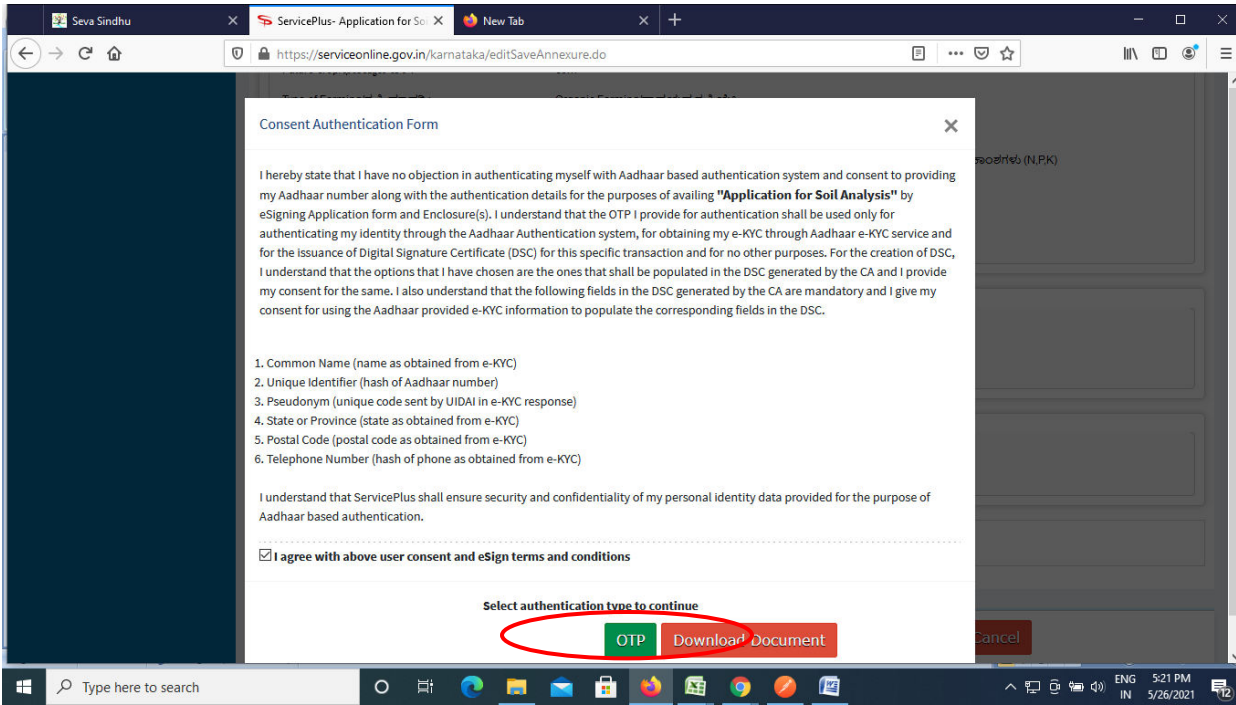 Seva Sindhu
ServicePlus- Application for So
New Tab
https://serviceonline.gov.in/karnataka/editSaveAnnexure.do
Consent Authentication Form
(N,P,K)
I hereby state that I have no objection in authenticating myself with Aadhaar based authentication system and consent to providing
my Aadhaar number along with the authentication details for the purposes of availing "Application for Soil Analysis" by
eSigning Application form and Enclosure(s). I understand that the OTP I provide for authentication shall be used only for
authenticating my identity through the Aadhaar Authentication system, for obtaining my e-KYC through Aadhaar e-KYC service and
for the issuance of Digital Signature Certificate (DSC) for this specific transaction and for no other purposes. For the creation of DSC,
I understand that the options that I have chosen are the ones that shall be populated in the DSC generated by the CA and I provide
my consent for the same. I also understand that the following fields in the DSC generated by the CA are mandatory and I give my
consent for using the Aadhaar provided e-KYC information to populate the corresponding fields in the DSC.
1. Common Name (name as obtained from e-KYC)
2. Unique Identifier (hash of Aadhaar number)
3. Pseudonym (unique code sent by UIDAI in e-KYC response)
4. State or Province (state as obtained from e-KYC)
5. Postal Code (postal code as obtained from e-KYC)
6. Telephone Number (hash of phone as obtained from e-KYC)
I understand that ServicePlus shall ensure security and confidentiality of my personal identity data provided for the purpose of
Aadhaar based authentication.
I agree with above user consent and eSign terms and conditions
Select authentication type to continue
OTP
Download Document
Cancel
Type here to search
ENG
IN
5:21 PM
5/26/2021
12